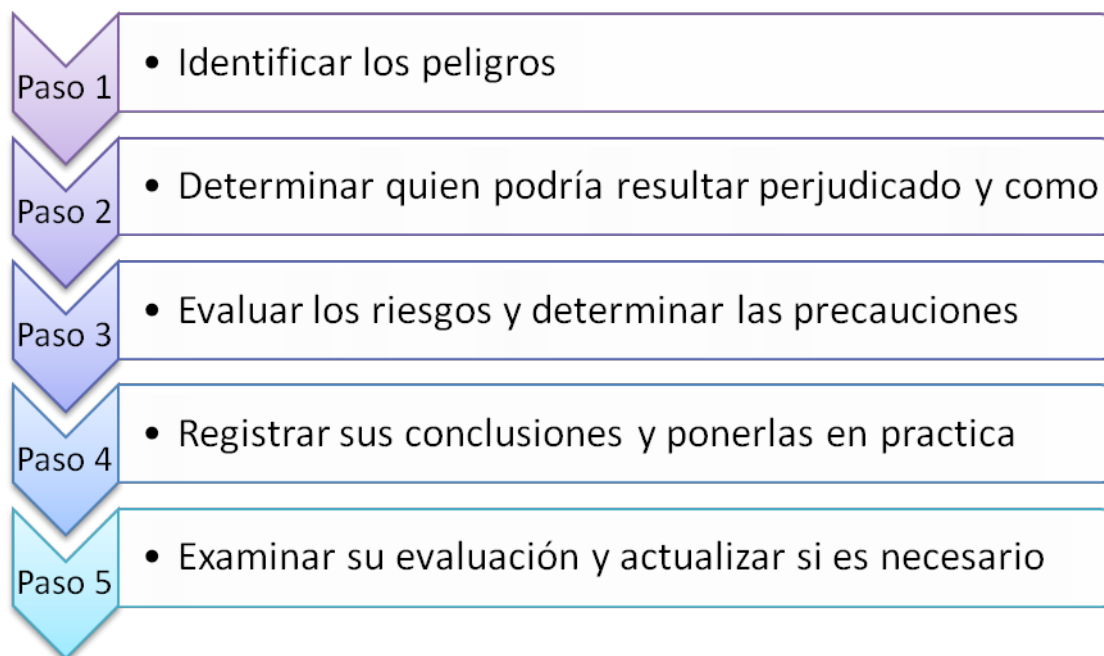 Paso 1
• Identificar los peligros
Paso 2
• Determinar quien podría resultar perjudicado y como
Paso 3
• Evaluar los riesgos y determinar las precauciones
Paso 4
• Registrar sus conclusiones y ponerlas en practica
Paso 5
• Examinar su evaluación y actualizar si es necesario